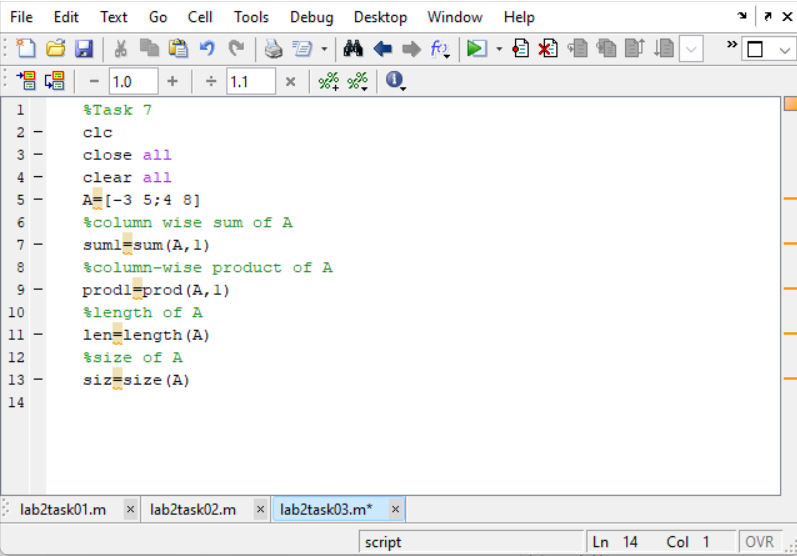 File Edit Text Go Cell Tools Debug Desktop Window Help
- 1.0 + ÷ 1.1 ×
1 %Task 7
2 - clc
3 - close all
4 - clear all
5 - A=[-3 5;4 8]
6 %column wise sum of A
7 - sum1=sum(A,1)
8 %column-wise product of A
9 - prod1=prod(A,1)
10 %length of A
11 - len=length(A)
12 %size of A
13 - siz=size(A)
14
lab2task01.m × lab2task02.m × lab2task03.m* ×
script Ln 14 Col 1 OVR